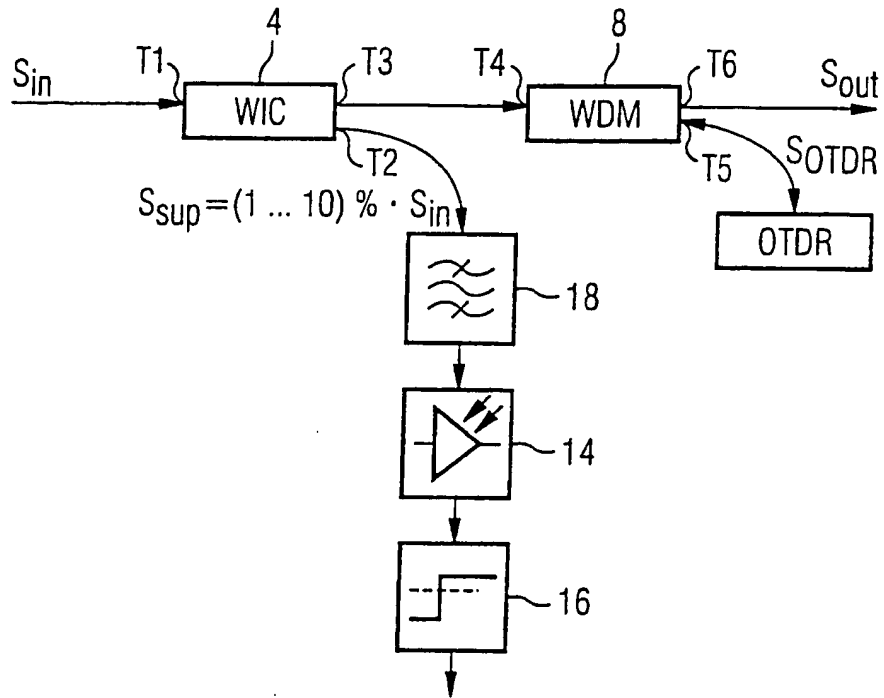 4
8
S_in
T1
WIC
T3
T4
WDM
T6
S_out
T2
T5
S_OTDR
S_sup=(1 ... 10) % · S_in
OTDR
18
14
16